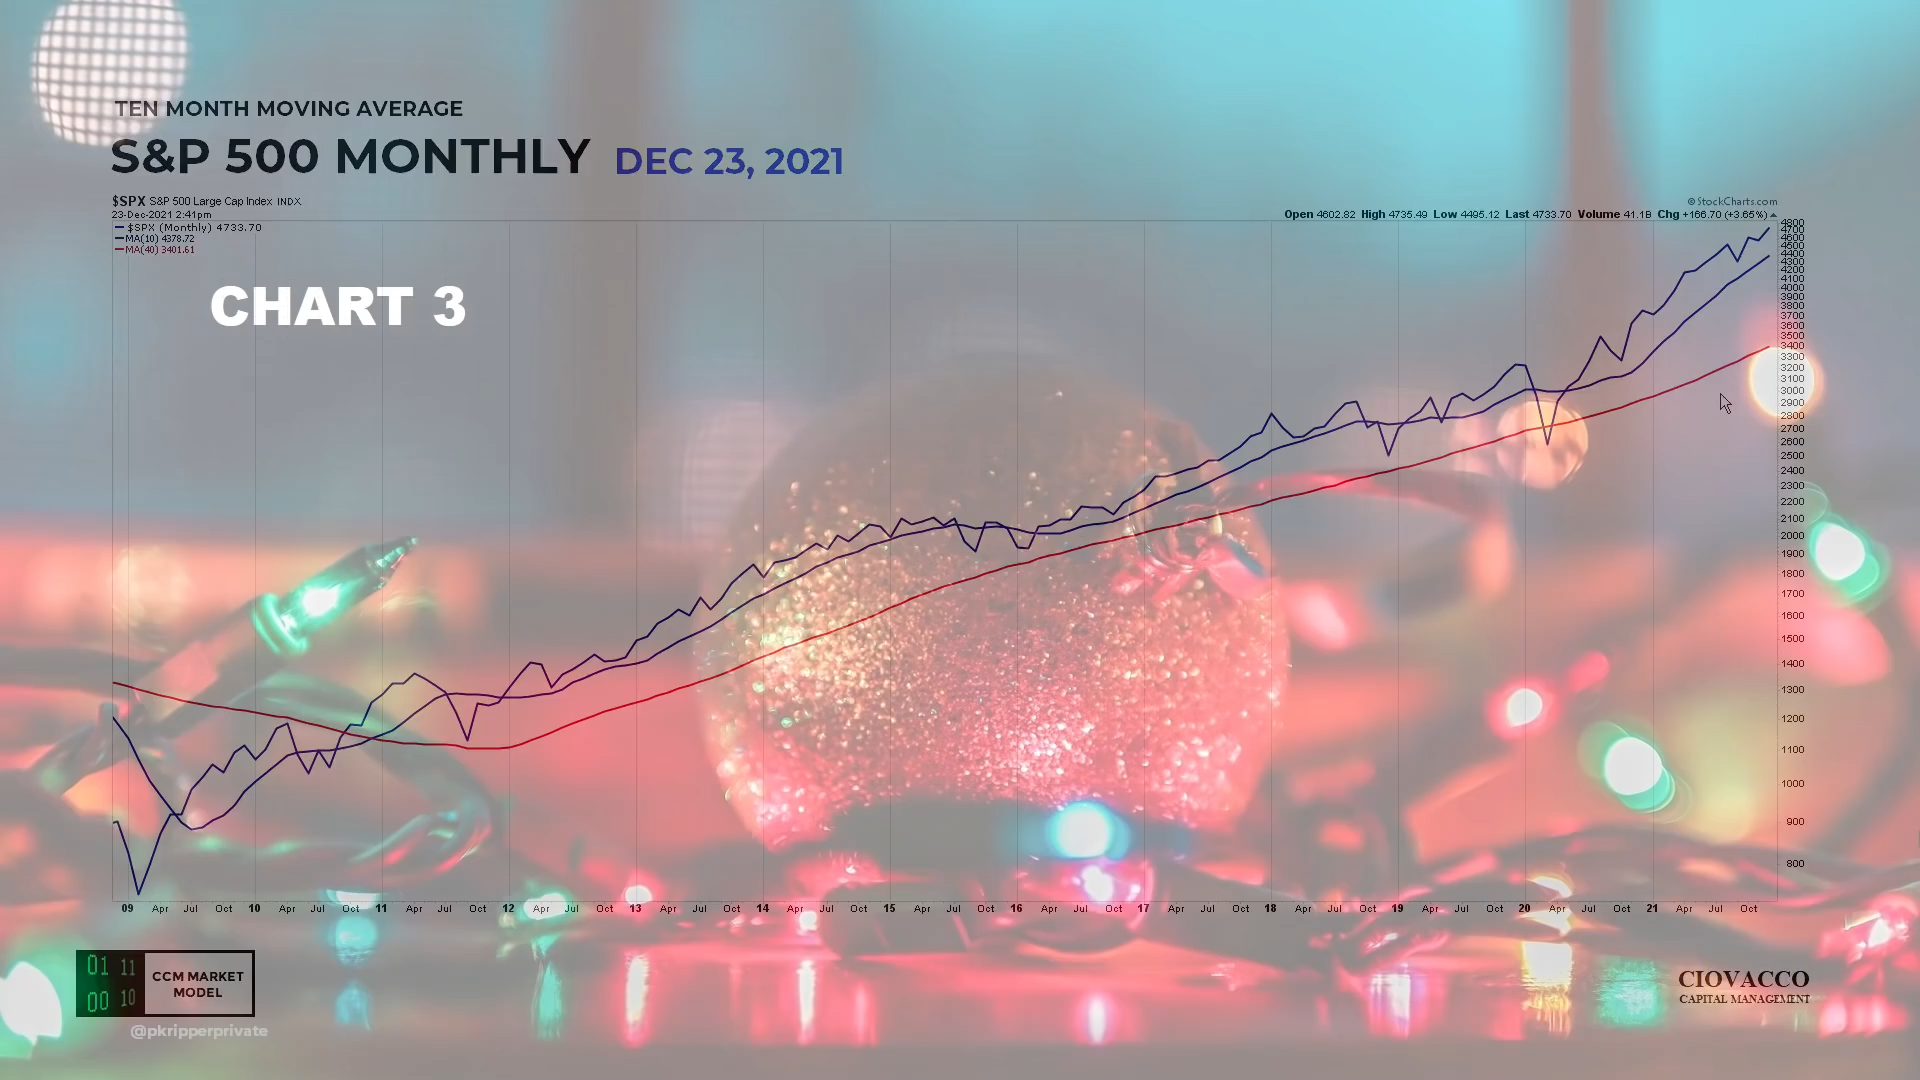 TEN MONTH MOVING AVERAGE
S&P 500 MONTHLY DEC 23, 2021
$SPX S&P 500 Large Cap Index INDX
© StockCharts.com
23-Dec-2021 2:41pm
Open 4602.82 High 4735.49 Low 4495.12 Last 4733.70 Volume 41.1B Chg +166.70 (+3.65%)
$SPX (Monthly) 4733.70
MA(10) 4378.72
MA(40) 3401.61
CHART 3
4800
4700
4600
4500
4400
4300
4200
4100
4000
3900
3800
3700
3600
3500
3400
3300
3200
3100
3000
2900
2800
2700
2600
2500
2400
2300
2200
2100
2000
1900
1800
1700
1600
1500
1400
1300
1200
1100
1000
900
800
09 Apr Jul Oct 10 Apr Jul Oct 11 Apr Jul Oct 12 Apr Jul Oct 13 Apr Jul Oct 14 Apr Jul Oct 15 Apr Jul Oct 16 Apr Jul Oct 17 Apr Jul Oct 18 Apr Jul Oct 19 Apr Jul Oct 20 Apr Jul Oct 21 Apr Jul Oct
01 11
00 10
CCM MARKET
MODEL
@pkripperprivate
CIOVACCO
CAPITAL MANAGEMENT